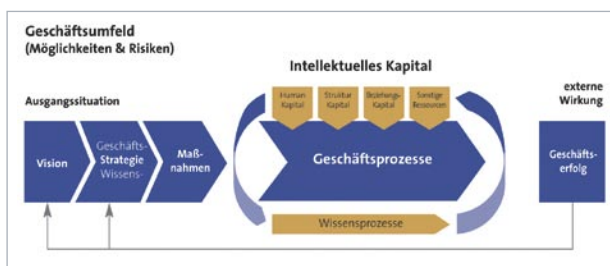 Geschäftsumfeld
(Möglichkeiten & Risiken)
Intellektuelles Kapital
Ausgangssituation
externe
Wirkung
Human
Kapital
Struktur
Kapital
Beziehungs-
Kapital
Sonstige
Ressourcen
Vision
Geschäfts-
Strategie
Wissens-
Maß-
nahmen
Geschäftsprozesse
Geschäfts-
erfolg
Wissensprozesse